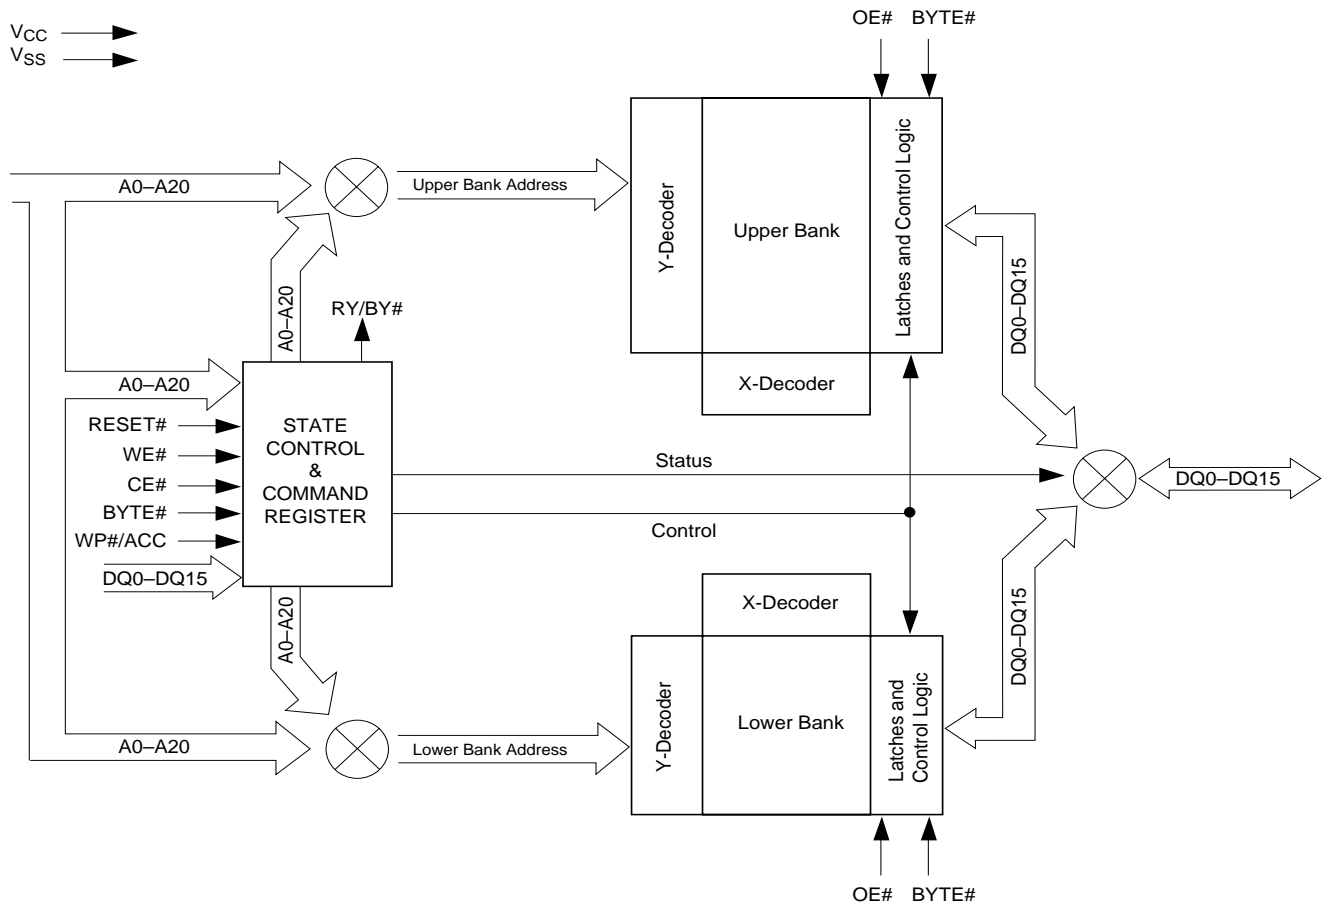 OE# BYTE#
VCC
VSS
A0–A20
Upper Bank Address
Y-Decoder
Upper Bank
Latches and Control Logic
X-Decoder
DQ0–DQ15
A0–A20
RY/BY#
A0–A20
RESET#
WE#
CE#
BYTE#
WP#/ACC
DQ0–DQ15
STATE
CONTROL
&
COMMAND
REGISTER
Status
Control
DQ0–DQ15
A0–A20
X-Decoder
DQ0–DQ15
A0–A20
Lower Bank Address
Y-Decoder
Lower Bank
Latches and
Control Logic
OE# BYTE#